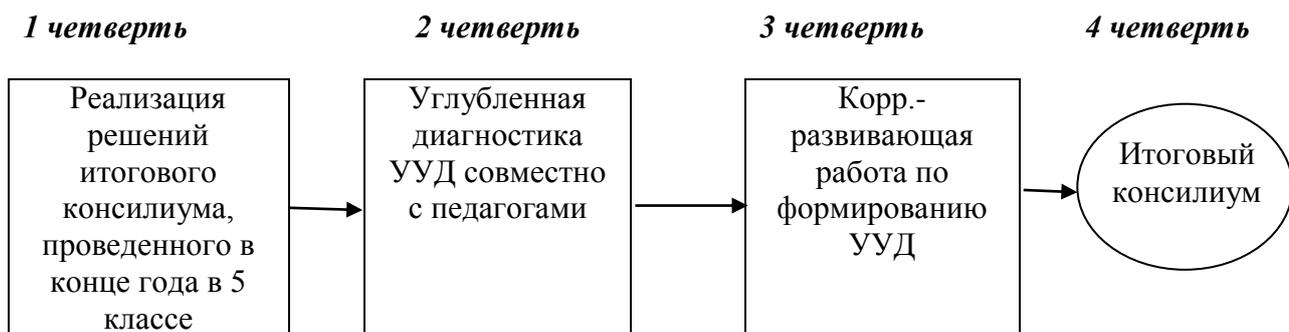 1 четверть
2 четверть
3 четверть
4 четверть
Реализация
решений
итогового
консилиума,
проведенного в
конце года в 5
классе
Углубленная
диагностика
УУД совместно
с педагогами
Корр.-
развивающая
работа по
формированию
УУД
Итоговый
консилиум